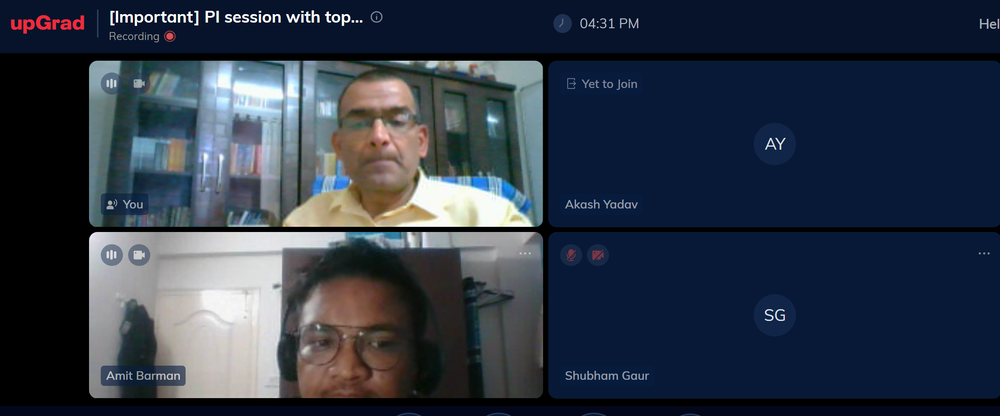 upGrad
[Important] PI session with top...
Recording
04:31 PM
Hel
You
Yet to Join
AY
Akash Yadav
Amit Barman
SG
Shubham Gaur